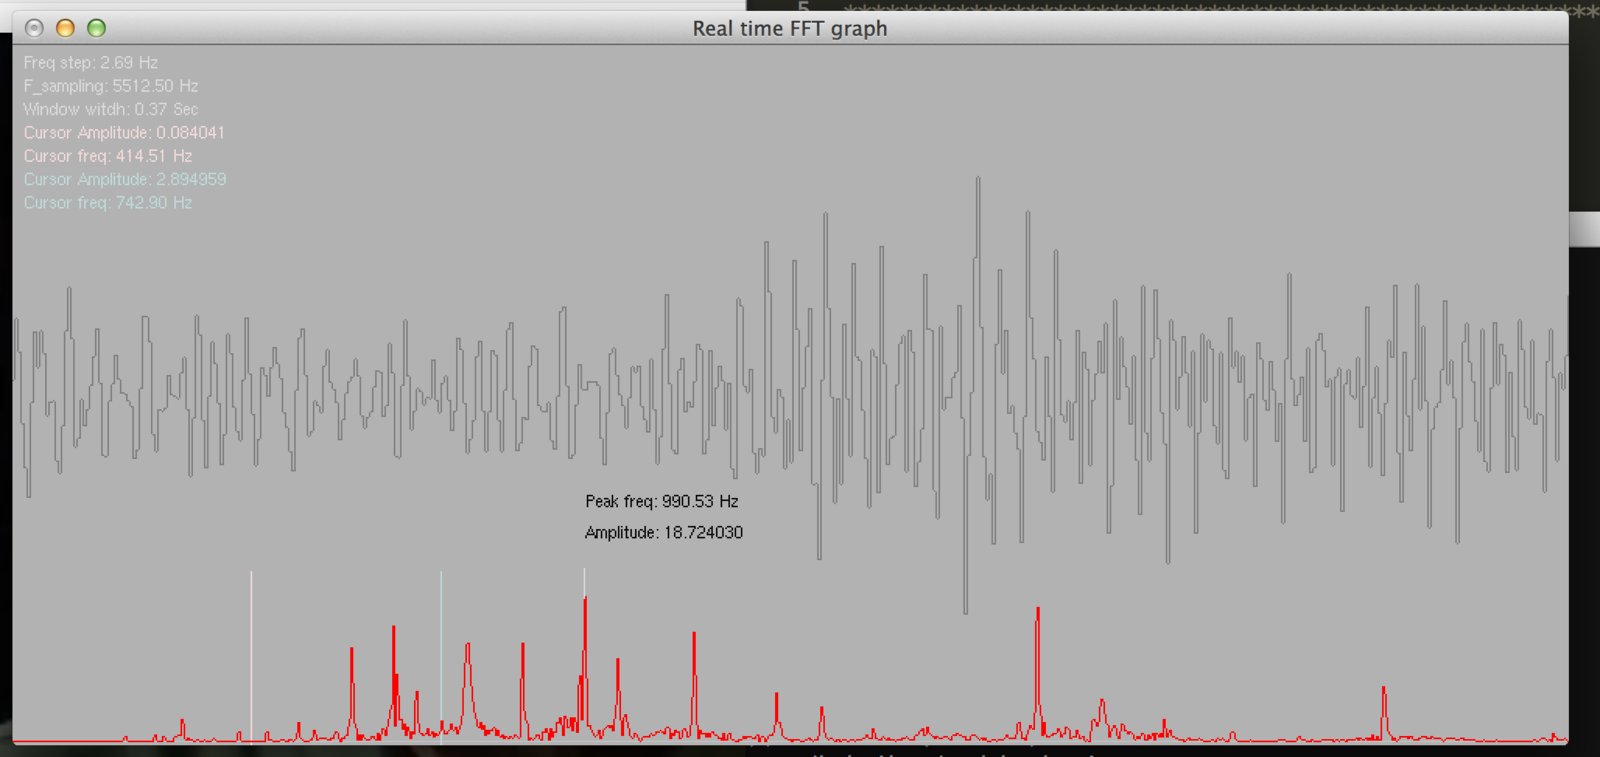 5 **********************************************
Real time FFT graph
Freq step: 2.69 Hz
F_sampling: 5512.50 Hz
Window witdh: 0.37 Sec
Cursor Amplitude: 0.084041
Cursor freq: 414.51 Hz
Cursor Amplitude: 2.894959
Cursor freq: 742.90 Hz
Peak freq: 990.53 Hz
Amplitude: 18.724030